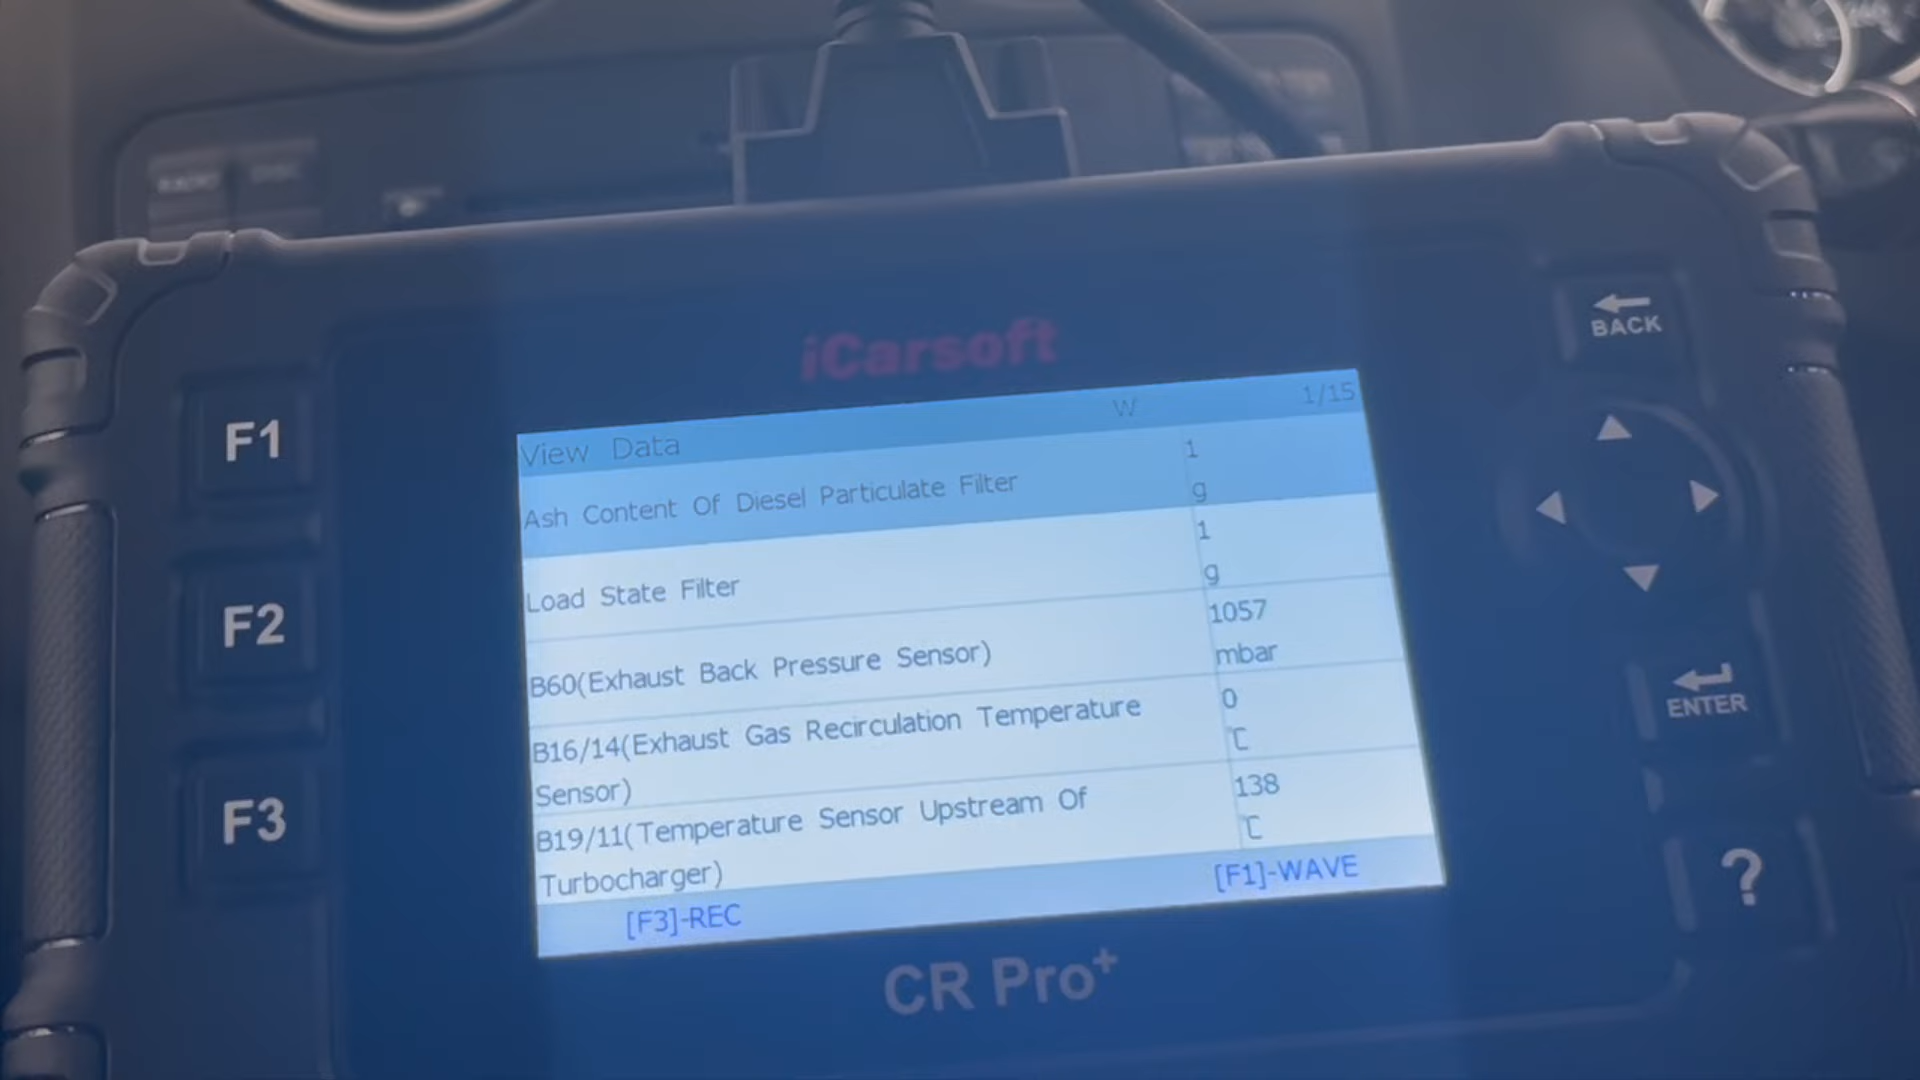 RADIO
iCarsoft
BACK
View Data W 1/15
Ash Content Of Diesel Particulate Filter 1
g
Load State Filter 1
g
B60(Exhaust Back Pressure Sensor) 1057
mbar
B16/14(Exhaust Gas Recirculation Temperature 0
Sensor) ℃
B19/11(Temperature Sensor Upstream Of 138
Turbocharger) ℃
[F3]-REC [F1]-WAVE
F1
F2
F3
ENTER
?
CR Pro+